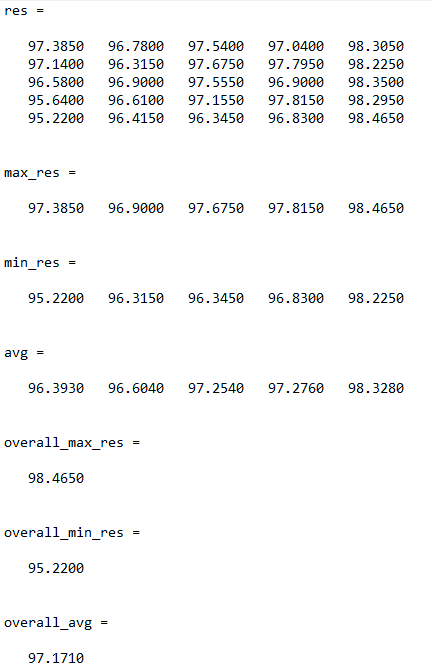 res =
97.3850 96.7800 97.5400 97.0400 98.3050
97.1400 96.3150 97.6750 97.7950 98.2250
96.5800 96.9000 97.5550 96.9000 98.3500
95.6400 96.6100 97.1550 97.8150 98.2950
95.2200 96.4150 96.3450 96.8300 98.4650
max_res =
97.3850 96.9000 97.6750 97.8150 98.4650
min_res =
95.2200 96.3150 96.3450 96.8300 98.2250
avg =
96.3930 96.6040 97.2540 97.2760 98.3280
overall_max_res =
98.4650
overall_min_res =
95.2200
overall_avg =
97.1710